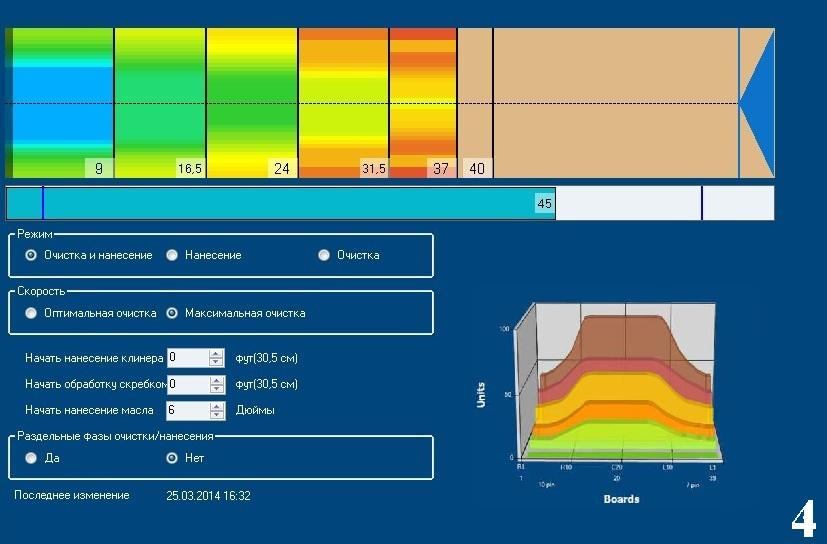 9 16,5 24 31,5 37 40
45
Режим
Очистка и нанесение Нанесение Очистка
Скорость
Оптимальная очистка Максимальная очистка
Начать нанесение клинера 0 фут(30,5 см)
Начать обработку скребком 0 фут(30,5 см)
Начать нанесение масла 6 Дюймы
Раздельные фазы очистки/нанесения
Да Нет
Последнее изменение 25.03.2014 16:32
100
Units
50
0
R1 R10 C20 L10 L1
1 10 pin 20 7 pin 39
Boards
4